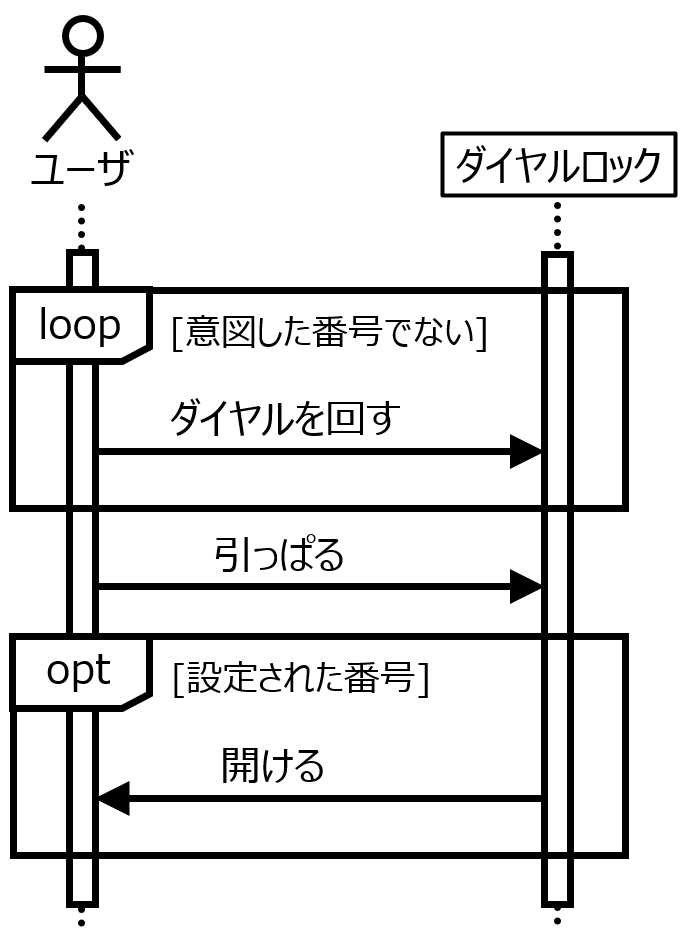 ユーザ
ダイヤルロック
loop
[意図した番号でない]
ダイヤルを回す
引っぱる
opt
[設定された番号]
開ける